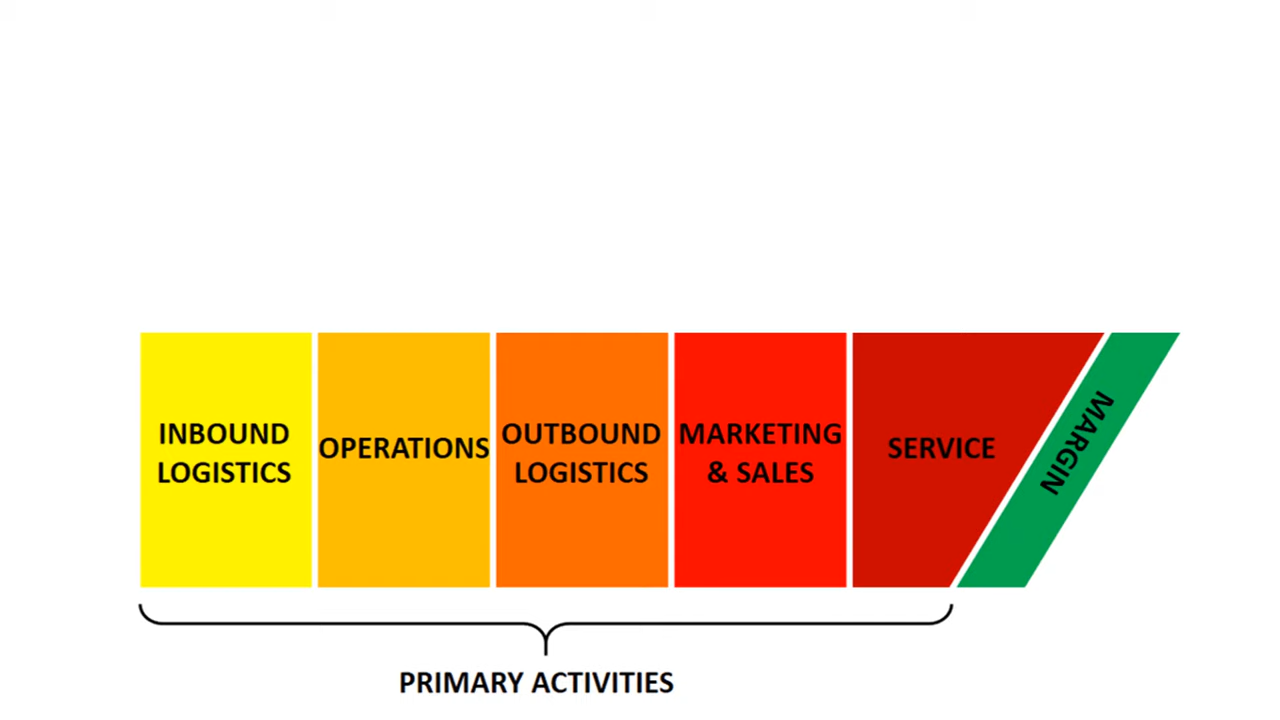 INBOUND
LOGISTICS
OPERATIONS
OUTBOUND
LOGISTICS
MARKETING
& SALES
SERVICE
MARGIN
PRIMARY ACTIVITIES